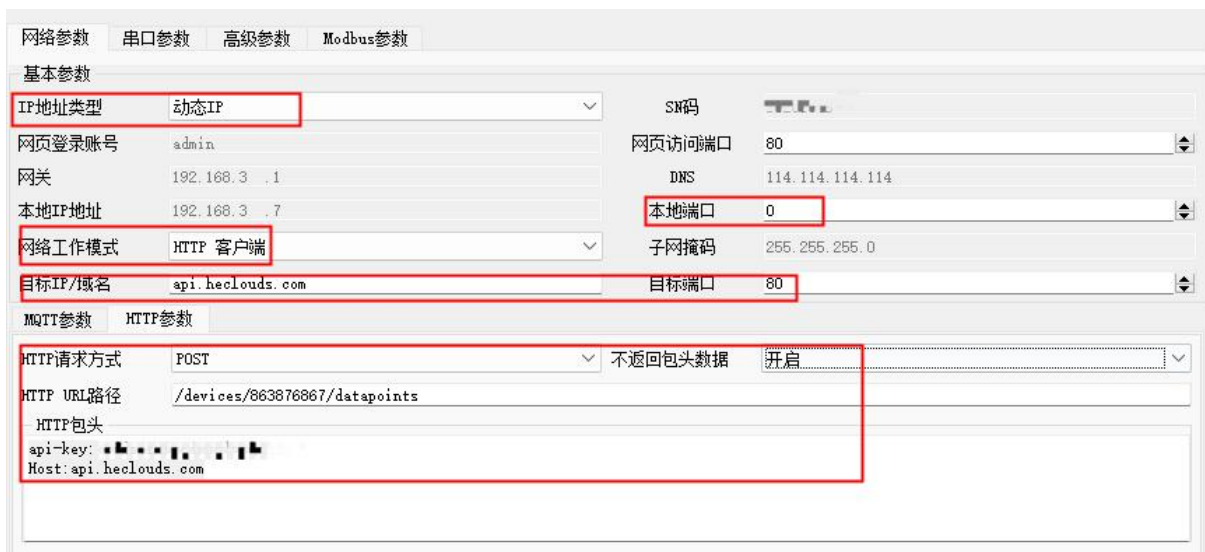 网络参数 串口参数 高级参数 Modbus参数
基本参数
IP地址类型 动态IP SN码
网页登录账号 admin 网页访问端口 80
网关 192.168.3 .1 DNS 114.114.114.114
本地IP地址 192.168.3 .7 本地端口 0
网络工作模式 HTTP 客户端 子网掩码 255.255.255.0
目标IP/域名 api.heclouds.com 目标端口 80
MQTT参数 HTTP参数
HTTP请求方式 POST 不返回包头数据 开启
HTTP URL路径 /devices/863876867/datapoints
HTTP包头
api-key:
Host:api.heclouds.com